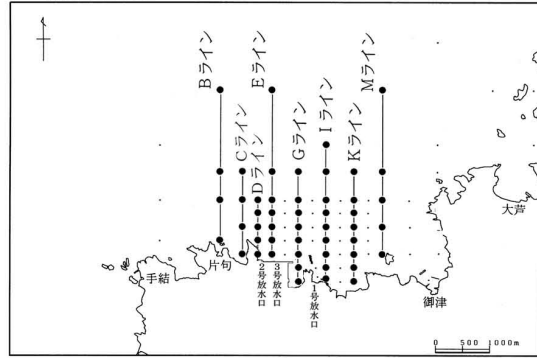 Bライン
Cライン
Dライン
Eライン
Gライン
Iライン
Kライン
Mライン
大芦
手結
片句
2号放水口
3号放水口
1号放水口
御津
0 500 1000m